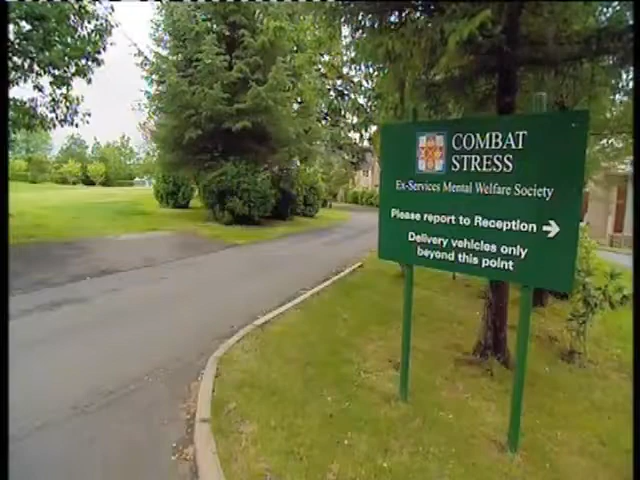 COMBAT
STRESS
Ex-Services Mental Welfare Society
Please report to Reception →
Delivery vehicles only
beyond this point